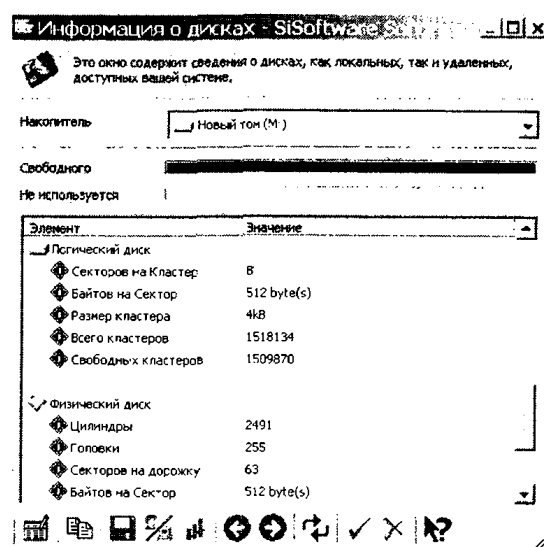 Информация о дисках - SiSoftware
Это окно содержит сведения о дисках, как локальных, так и удаленных,
доступных вашей системе.
Накопитель
Новый том (M:)
Свободного
Не используется
Элемент Значение
Логический диск
Секторов на Кластер 8
Байтов на Сектор 512 byte(s)
Размер кластера 4kB
Всего кластеров 1518134
Свободных кластеров 1509870
Физический диск
Цилиндры 2491
Головки 255
Секторов на дорожку 63
Байтов на Сектор 512 byte(s)